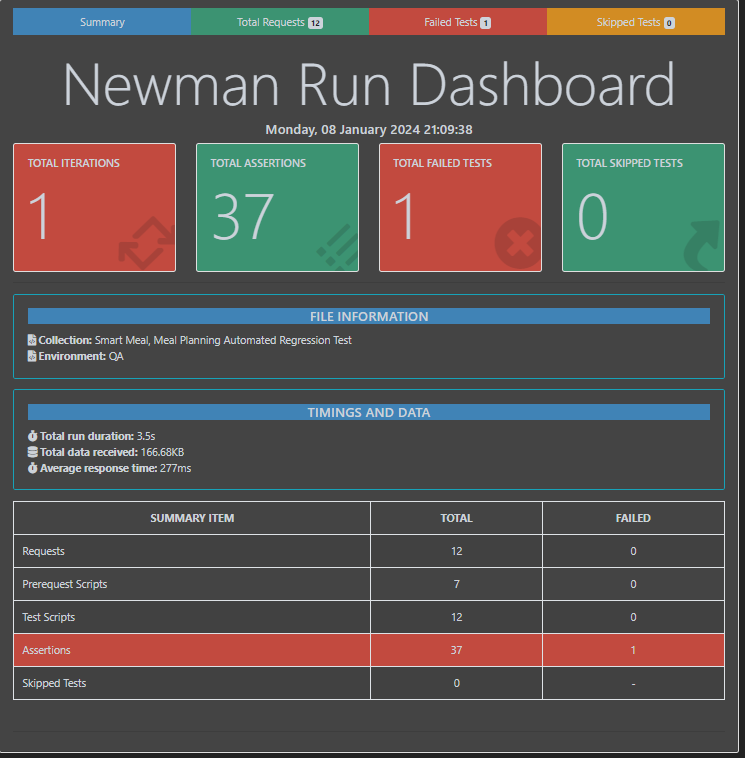 Summary Total Requests 12 Failed Tests 1 Skipped Tests 0
Newman Run Dashboard
Monday, 08 January 2024 21:09:38
TOTAL ITERATIONS TOTAL ASSERTIONS TOTAL FAILED TESTS TOTAL SKIPPED TESTS
1 37 1 0
FILE INFORMATION
Collection: Smart Meal, Meal Planning Automated Regression Test
Environment: QA
TIMINGS AND DATA
Total run duration: 3.5s
Total data received: 166.68KB
Average response time: 277ms
SUMMARY ITEM TOTAL FAILED
Requests 12 0
Prerequest Scripts 7 0
Test Scripts 12 0
Assertions 37 1
Skipped Tests 0 -